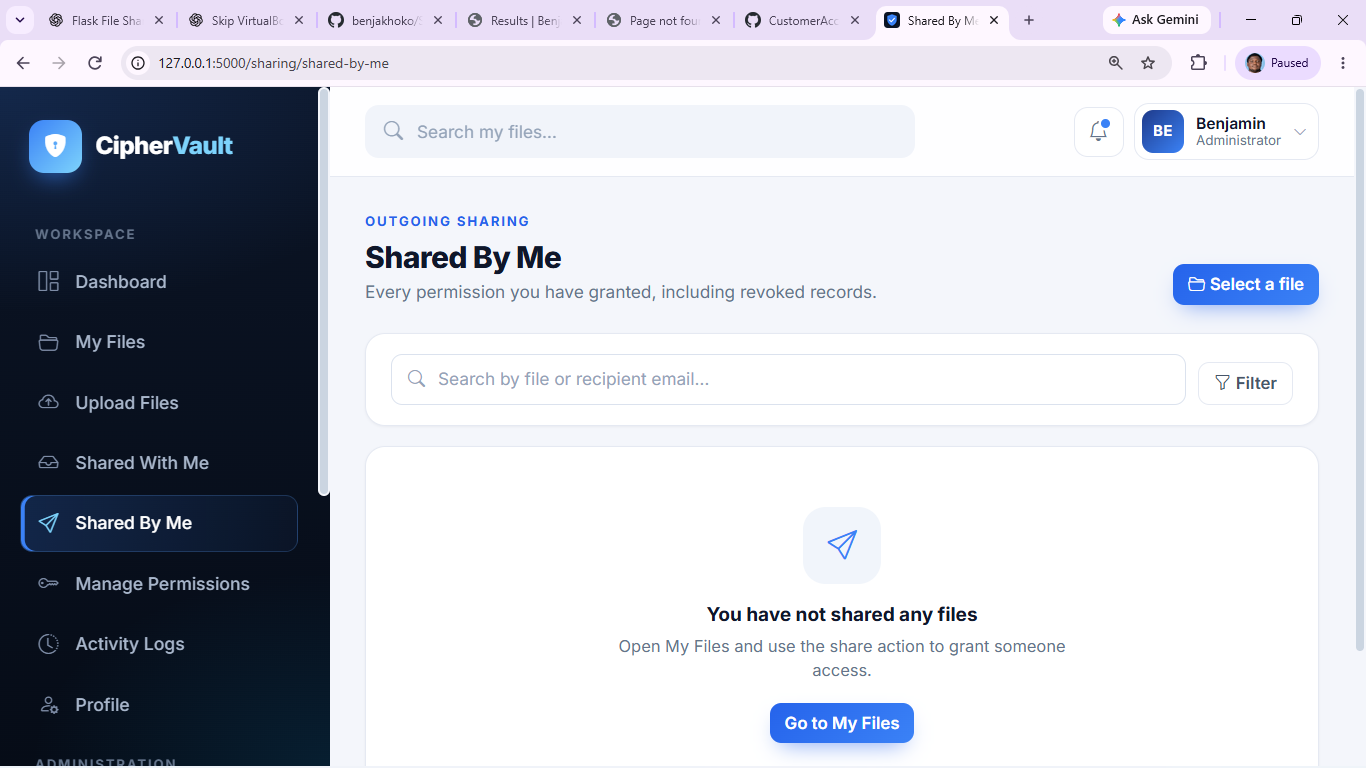 Flask File Sha
Skip VirtualBo
benjakhoko/S
Results | Benj
Page not fou
CustomerAcc
Shared By Me
Ask Gemini
127.0.0.1:5000/sharing/shared-by-me
Paused
CipherVault
WORKSPACE
Dashboard
My Files
Upload Files
Shared With Me
Shared By Me
Manage Permissions
Activity Logs
Profile
ADMINISTRATION
Search my files...
BE
Benjamin
Administrator
OUTGOING SHARING
Shared By Me
Every permission you have granted, including revoked records.
Select a file
Search by file or recipient email...
Filter
You have not shared any files
Open My Files and use the share action to grant someone
access.
Go to My Files